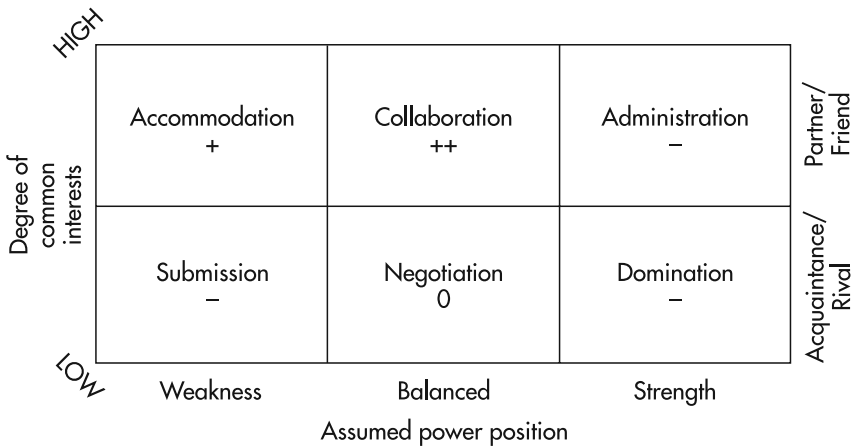 HIGH
Accommodation
+
Collaboration
++
Administration
–
Partner/
Friend
Degree of
common
interests
Submission
–
Negotiation
0
Domination
–
Acquaintance/
Rival
LOW
Weakness
Balanced
Strength
Assumed power position